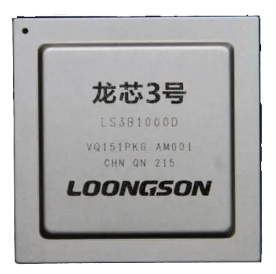 龙芯3号
LS3B1000D
VQ151PKG AM001
CHN QN 215
LOONGSON